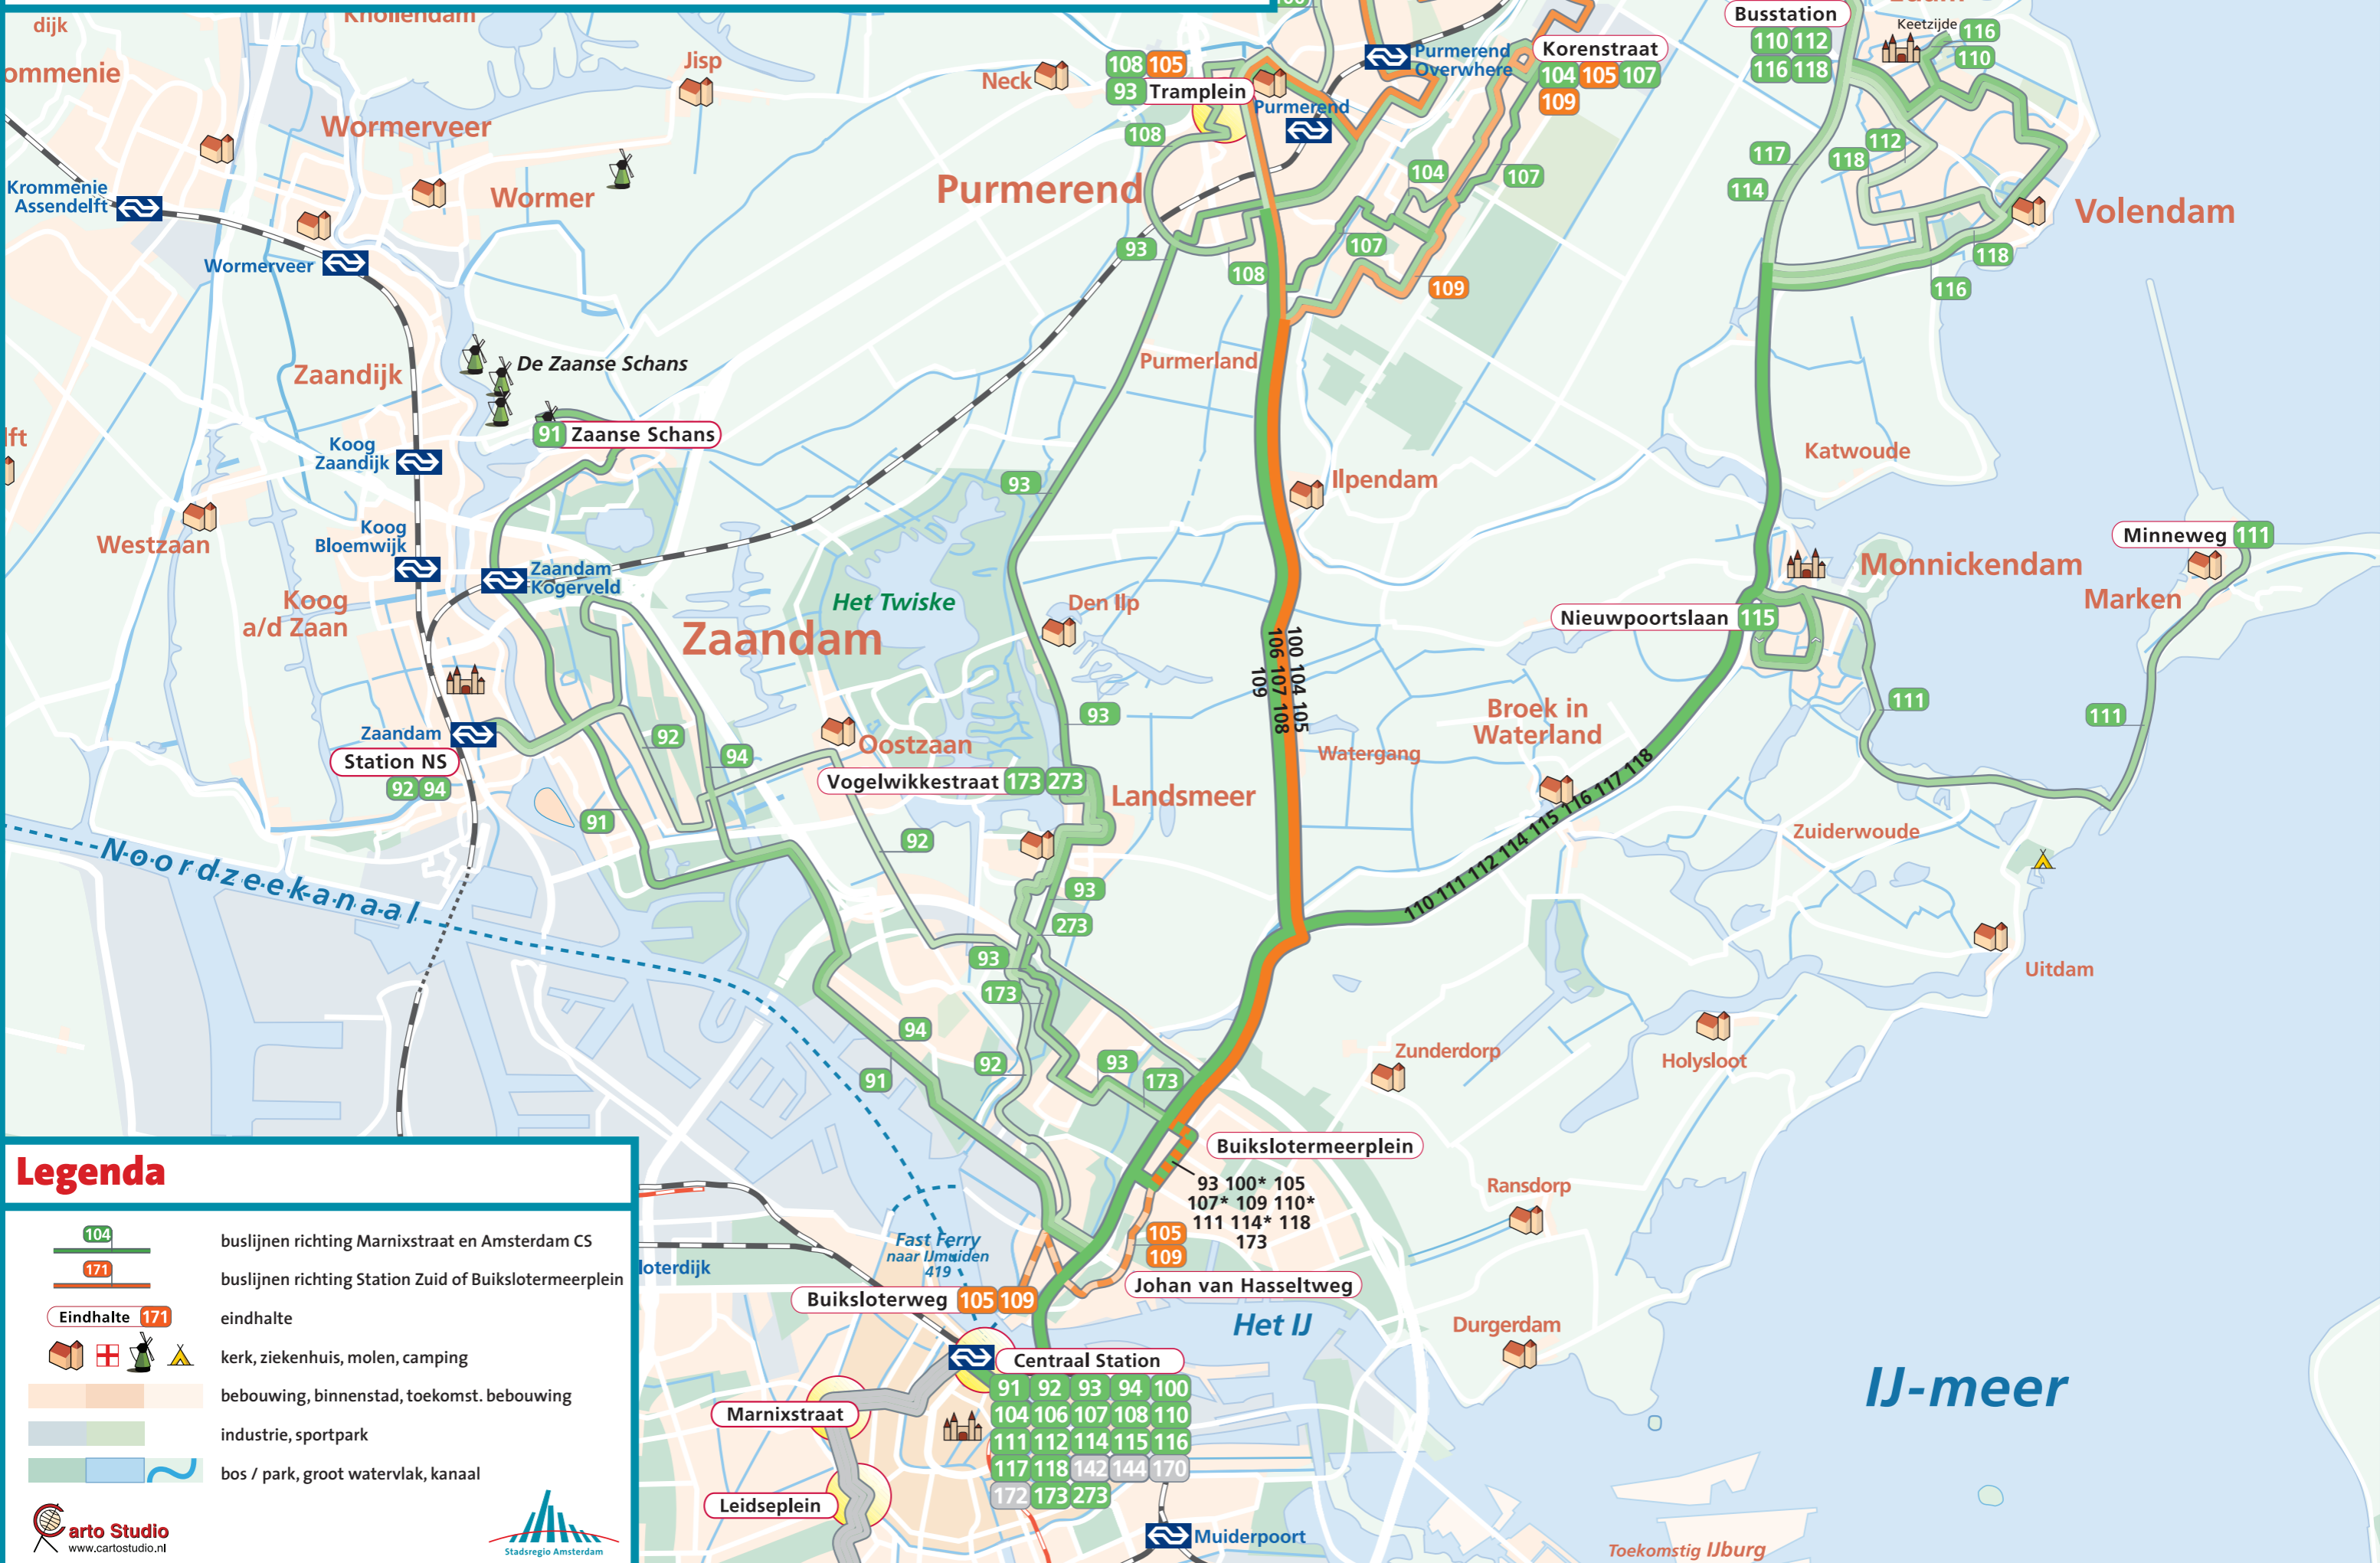 dijk
Knollendam
ommenie
Jisp
Neck
108 105
93 Tramplein
108
Purmerend
Purmerend
Overwhere
Korenstraat
104 105 107
109
Busstation
110 112
116 118
Keetzijde
116
110
Wormerveer
Krommenie
Assendelft
Wormer
Purmerend
104
107
107
109
112
118
117
114
Volendam
118
116
Wormerveer
93
108
Zaandijk
De Zaanse Schans
Purmerland
91 Zaanse Schans
ft
Koog
Zaandijk
Katwoude
93
Ilpendam
Westzaan
Koog
Bloemwijk
Minneweg 111
Zaandam
Kogerveld
Monnickendam
Marken
Koog
a/d Zaan
Het Twiske
Den Ilp
Zaandam
Nieuwpoortslaan 115
100 104 105
106 107 108
109
111
111
93
Zaandam
Station NS
92 94
92
94
Oostzaan
Broek in
Waterland
Watergang
Vogelwikkestraat 173 273
Landsmeer
91
92
Zuiderwoude
110 111 112 114 115 116 117 118
Noordzeekanaal
93
273
93
173
Uitdam
94
92
91
93
173
Zunderdorp
Holysloot
Buikslotermeerplein
93 100* 105
107* 109 110*
111 114* 118
173
Ransdorp
105
109
Fast Ferry
naar IJmuiden
419
loterdijk
Buiksloterweg 105 109
Johan van Hasseltweg
Het IJ
Durgerdam
IJ-meer
Centraal Station
91 92 93 94 100
104 106 107 108 110
111 112 114 115 116
117 118 142 144 170
172 173 273
Marnixstraat
Leidseplein
Muiderpoort
Toekomstig IJburg
Legenda
104
buslijnen richting Marnixstraat en Amsterdam CS
171
buslijnen richting Station Zuid of Buikslotermeerplein
Eindhalte 171
eindhalte
kerk, ziekenhuis, molen, camping
bebouwing, binnenstad, toekomst. bebouwing
industrie, sportpark
bos / park, groot watervlak, kanaal
Carto Studio
www.cartostudio.nl
Stadsregio Amsterdam